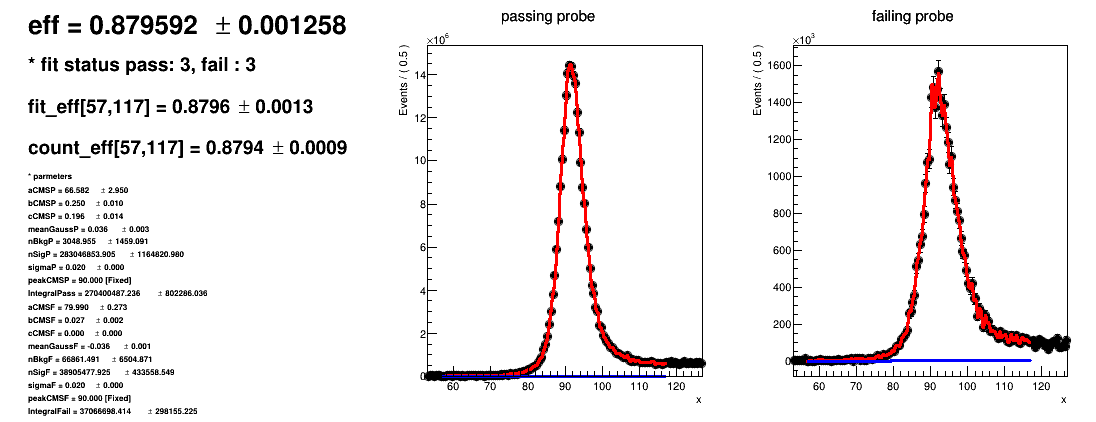 eff = 0.879592 ± 0.001258
* fit status pass: 3, fail : 3
fit_eff[57,117] = 0.8796 ± 0.0013
count_eff[57,117] = 0.8794 ± 0.0009
* parmeters
aCMSP = 66.582 ± 2.950
bCMSP = 0.250 ± 0.010
cCMSP = 0.196 ± 0.014
meanGaussP = 0.036 ± 0.003
nBkgP = 3048.955 ± 1459.091
nSigP = 283046853.905 ± 1164820.980
sigmaP = 0.020 ± 0.000
peakCMSP = 90.000 [Fixed]
IntegralPass = 270400487.236 ± 802286.036
aCMSF = 79.990 ± 0.273
bCMSF = 0.027 ± 0.002
cCMSF = 0.000 ± 0.000
meanGaussF = -0.036 ± 0.001
nBkgF = 66861.491 ± 6504.871
nSigF = 38905477.925 ± 433558.549
sigmaF = 0.020 ± 0.000
peakCMSF = 90.000 [Fixed]
IntegralFail = 37066698.414 ± 298155.225
passing probe
×10⁶
Events / ( 0.5 )
14
12
10
8
6
4
2
0
60 70 80 90 100 110 120
x
failing probe
×10³
Events / ( 0.5 )
1600
1400
1200
1000
800
600
400
200
0
60 70 80 90 100 110 120
x